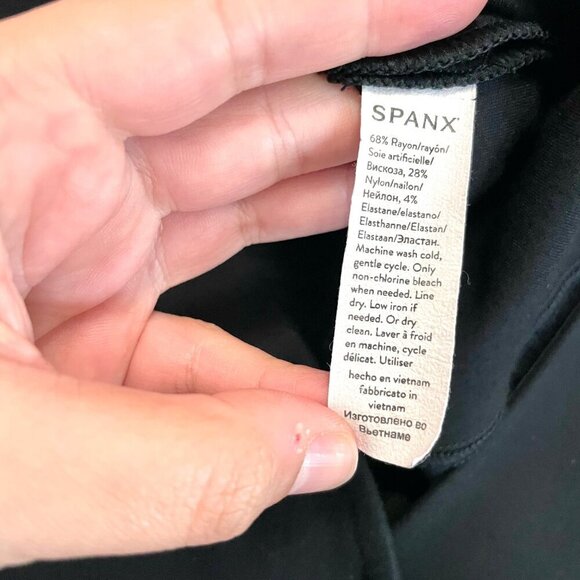 SPANX
68% Rayon/rayón/
Soie artificielle/
Вискоза, 28%
Nylon/nailon/
Нейлон, 4%
Elastane/elastano/
Elasthanne/Elastan/
Elastaan/Эластан.
Machine wash cold,
gentle cycle. Only
non-chlorine bleach
when needed. Line
dry. Low iron if
needed. Or dry
clean. Laver à froid
en machine, cycle
délicat. Utiliser
hecho en vietnam
fabbricato in
vietnam
Изготовлено во
Вьетнаме